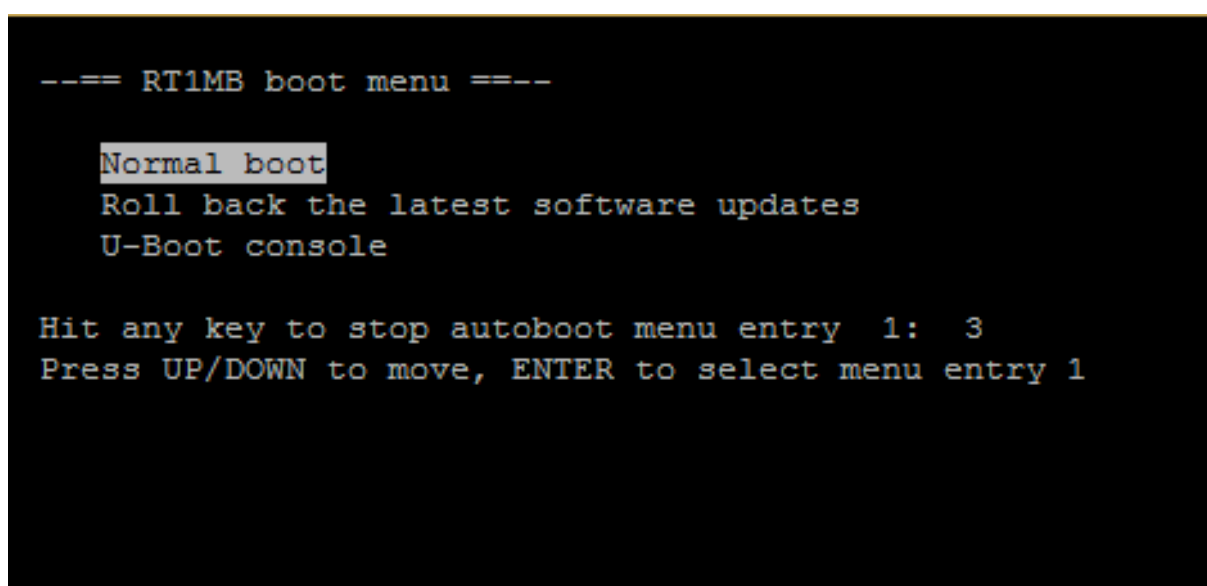 --== RT1MB boot menu ==--
Normal boot
Roll back the latest software updates
U-Boot console
Hit any key to stop autoboot menu entry  1:  3
Press UP/DOWN to move, ENTER to select menu entry 1